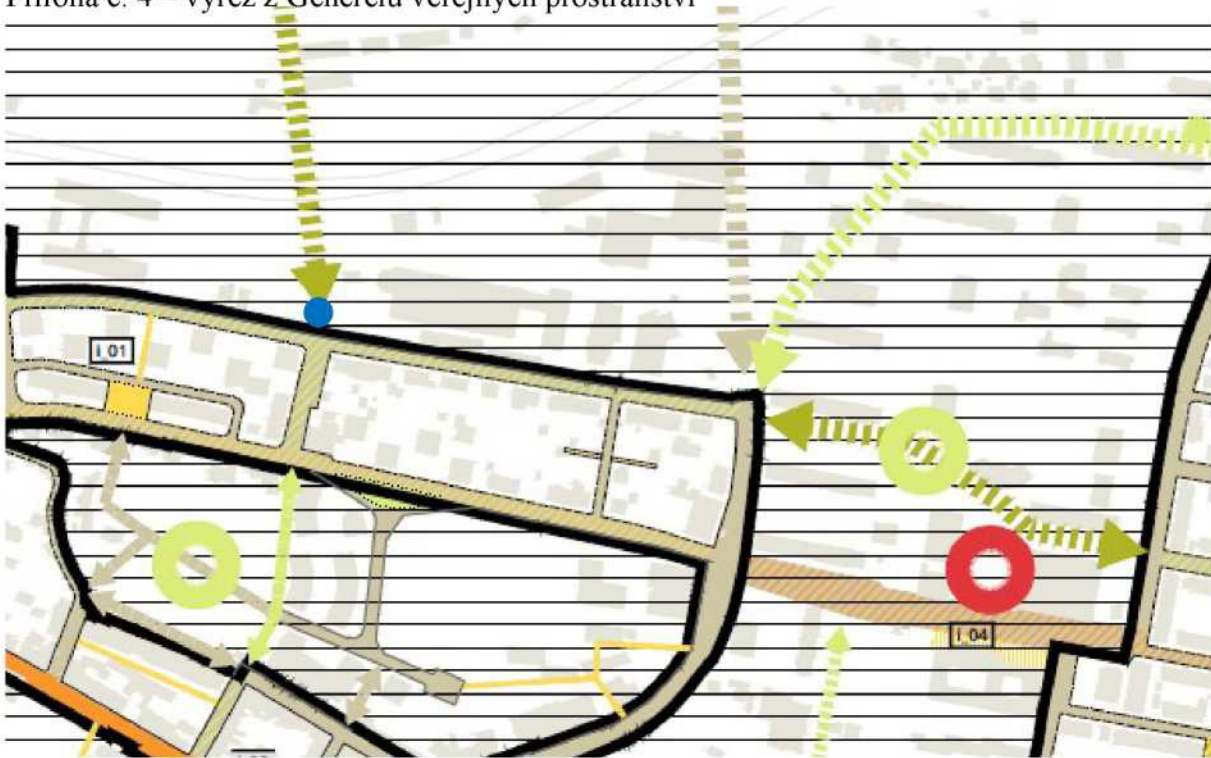 Příloha č. 4 – výřez z Generelu veřejných prostranství
i_01
i_04